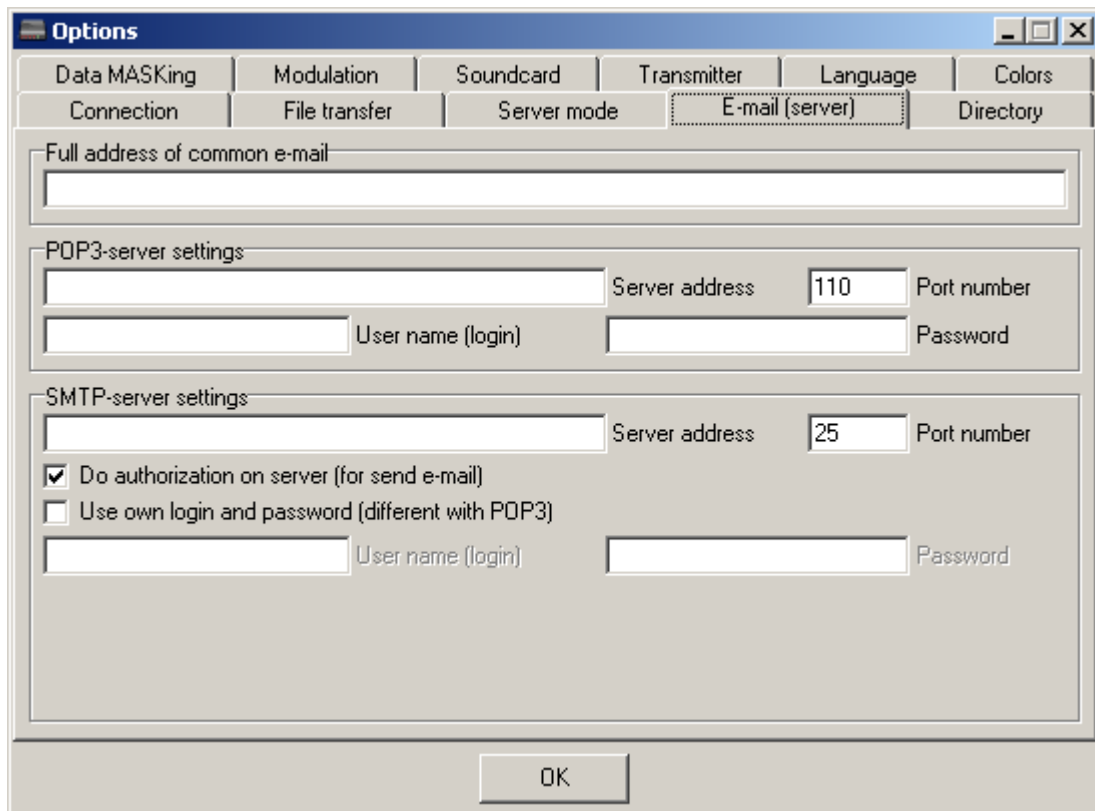 Options
Data MASKing Modulation Soundcard Transmitter Language Colors
Connection File transfer Server mode E-mail (server) Directory
Full address of common e-mail
POP3-server settings
Server address 110 Port number
User name (login) Password
SMTP-server settings
Server address 25 Port number
Do authorization on server (for send e-mail)
Use own login and password (different with POP3)
User name (login) Password
OK